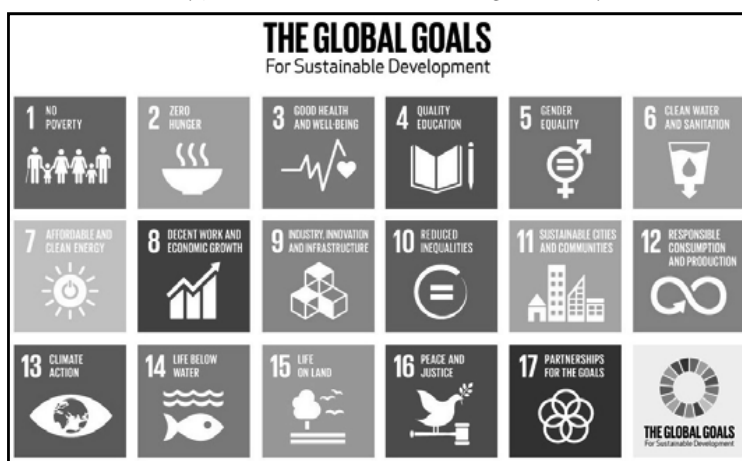 THE GLOBAL GOALS
For Sustainable Development
1 NO
POVERTY
2 ZERO
HUNGER
3 GOOD HEALTH
AND WELL-BEING
4 QUALITY
EDUCATION
5 GENDER
EQUALITY
6 CLEAN WATER
AND SANITATION
7 AFFORDABLE AND
CLEAN ENERGY
8 DECENT WORK AND
ECONOMIC GROWTH
9 INDUSTRY, INNOVATION
AND INFRASTRUCTURE
10 REDUCED
INEQUALITIES
11 SUSTAINABLE CITIES
AND COMMUNITIES
12 RESPONSIBLE
CONSUMPTION
AND PRODUCTION
13 CLIMATE
ACTION
14 LIFE BELOW
WATER
15 LIFE
ON LAND
16 PEACE AND
JUSTICE
17 PARTNERSHIPS
FOR THE GOALS
THE GLOBAL GOALS
For Sustainable Development